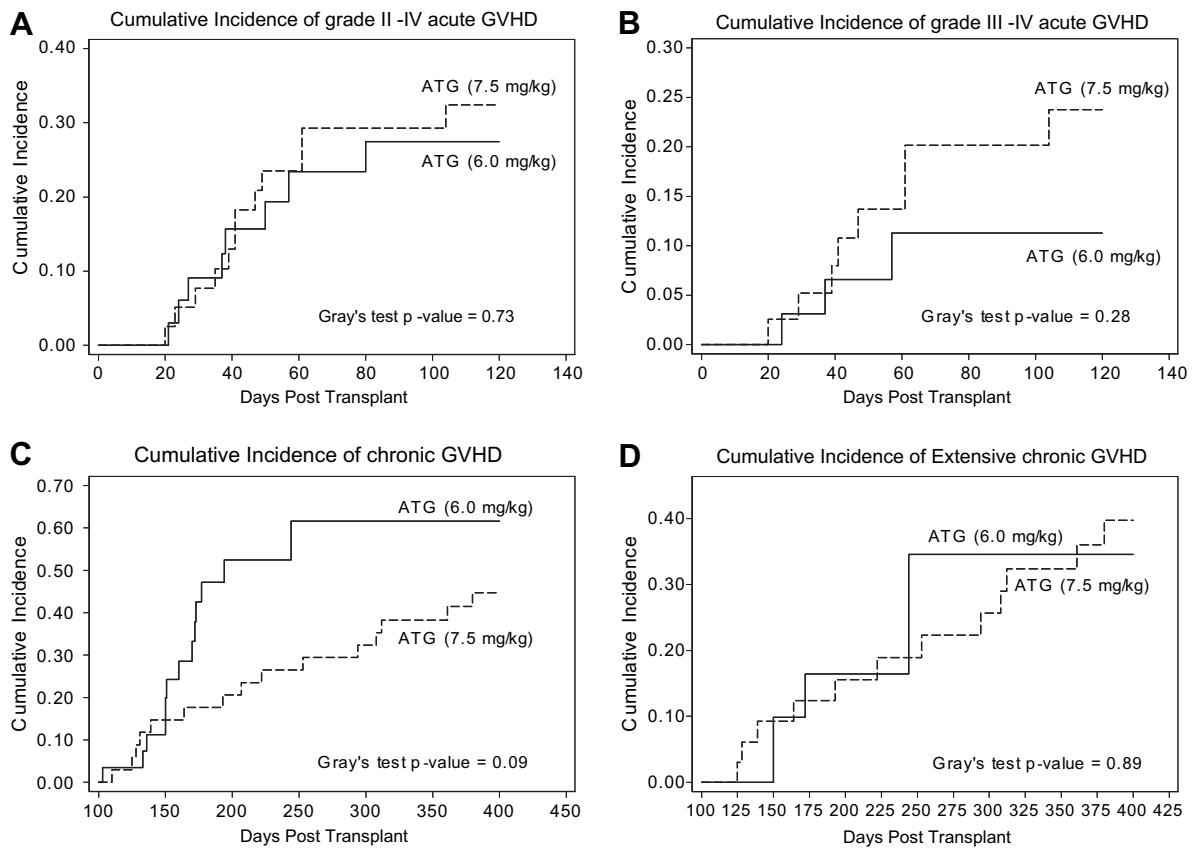 A
Cumulative Incidence of grade II -IV acute GVHD
Cumulative Incidence
0.40
0.30
0.20
0.10
0.00
ATG (7.5 mg/kg)
ATG (6.0 mg/kg)
Gray's test p -value = 0.73
0 20 40 60 80 100 120 140
Days Post Transplant
B
Cumulative Incidence of grade III -IV acute GVHD
Cumulative Incidence
0.30
0.25
0.20
0.15
0.10
0.05
0.00
ATG (7.5 mg/kg)
ATG (6.0 mg/kg)
Gray's test p -value = 0.28
0 20 40 60 80 100 120 140
Days Post Transplant
C
Cumulative Incidence of chronic GVHD
Cumulative Incidence
0.70
0.60
0.50
0.40
0.30
0.20
0.10
0.00
ATG (6.0 mg/kg)
ATG (7.5 mg/kg)
Gray's test p -value = 0.09
100 150 200 250 300 350 400 450
Days Post Transplant
D
Cumulative Incidence of Extensive chronic GVHD
Cumulative Incidence
0.40
0.30
0.20
0.10
0.00
ATG (6.0 mg/kg)
ATG (7.5 mg/kg)
Gray's test p -value = 0.89
100 125 150 175 200 225 250 275 300 325 350 375 400 425
Days Post Transplant